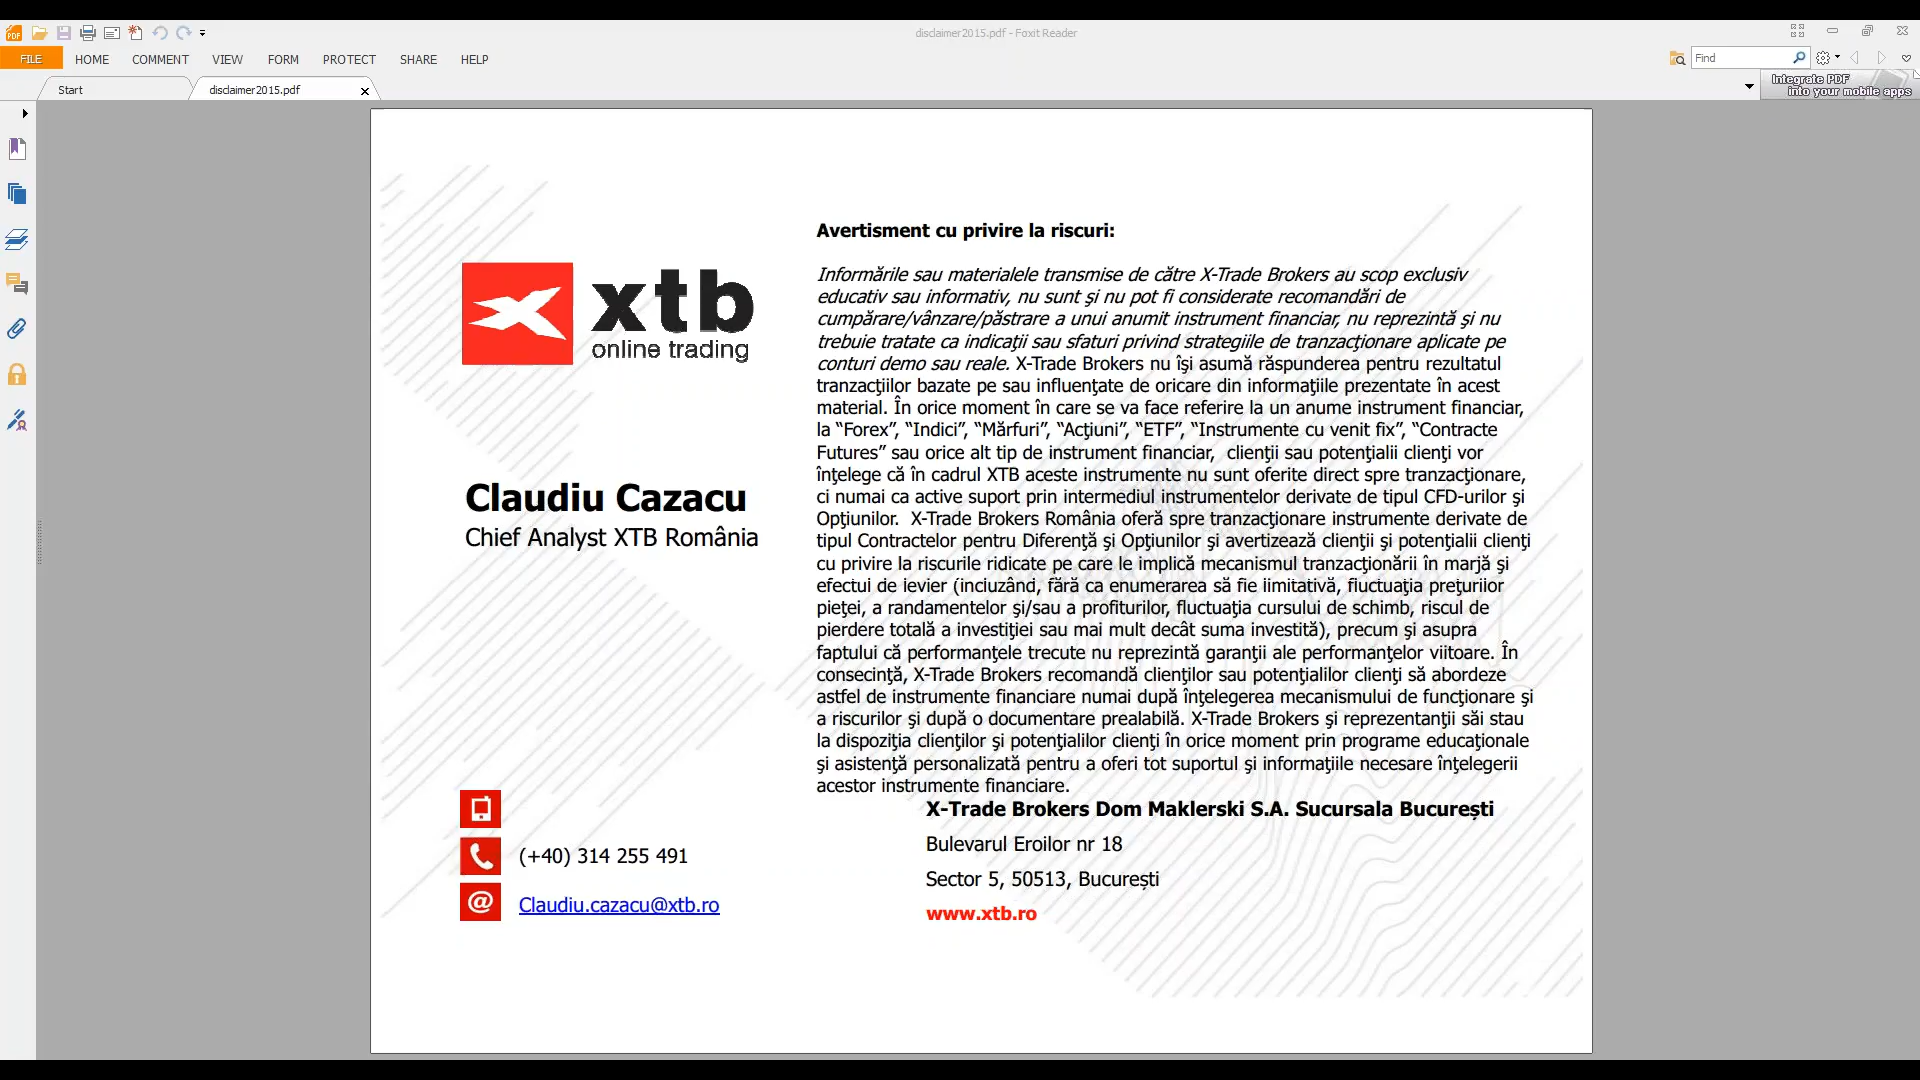 disclaimer2015.pdf - Foxit Reader
FILE
HOME
COMMENT
VIEW
FORM
PROTECT
SHARE
HELP
Find
Start
disclaimer2015.pdf
Integrate PDF
into your mobile apps
xtb
online trading
Claudiu Cazacu
Chief Analyst XTB România
(+40) 314 255 491
Claudiu.cazacu@xtb.ro
Avertisment cu privire la riscuri:
Informările sau materialele transmise de către X-Trade Brokers au scop exclusiv
educativ sau informativ, nu sunt şi nu pot fi considerate recomandări de
cumpărare/vânzare/păstrare a unui anumit instrument financiar, nu reprezintă şi nu
trebuie tratate ca indicaţii sau sfaturi privind strategiile de tranzacţionare aplicate pe
conturi demo sau reale. X-Trade Brokers nu îşi asumă răspunderea pentru rezultatul
tranzacţiilor bazate pe sau influenţate de oricare din informaţiile prezentate în acest
material. În orice moment în care se va face referire la un anume instrument financiar,
la “Forex”, “Indici”, “Mărfuri”, “Acţiuni”, “ETF”, “Instrumente cu venit fix”, “Contracte
Futures” sau orice alt tip de instrument financiar, clienţii sau potenţialii clienţi vor
înţelege că în cadrul XTB aceste instrumente nu sunt oferite direct spre tranzacţionare,
ci numai ca active suport prin intermediul instrumentelor derivate de tipul CFD-urilor şi
Opţiunilor. X-Trade Brokers România oferă spre tranzacţionare instrumente derivate de
tipul Contractelor pentru Diferenţă şi Opţiunilor şi avertizează clienţii şi potenţialii clienţi
cu privire la riscurile ridicate pe care le implică mecanismul tranzacţionării în marjă şi
efectul de levier (incluzând, fără ca enumerarea să fie limitativă, fluctuaţia preţurilor
pieţei, a randamentelor şi/sau a profiturilor, fluctuaţia cursului de schimb, riscul de
pierdere totală a investiţiei sau mai mult decât suma investită), precum şi asupra
faptului că performanţele trecute nu reprezintă garanţii ale performanţelor viitoare. În
consecinţă, X-Trade Brokers recomandă clienţilor sau potenţialilor clienţi să abordeze
astfel de instrumente financiare numai după înţelegerea mecanismului de funcţionare şi
a riscurilor şi după o documentare prealabilă. X-Trade Brokers şi reprezentanţii săi stau
la dispoziţia clienţilor şi potenţialilor clienţi în orice moment prin programe educaţionale
şi asistenţă personalizată pentru a oferi tot suportul şi informaţiile necesare înţelegerii
acestor instrumente financiare.
X-Trade Brokers Dom Maklerski S.A. Sucursala București
Bulevarul Eroilor nr 18
Sector 5, 50513, București
www.xtb.ro